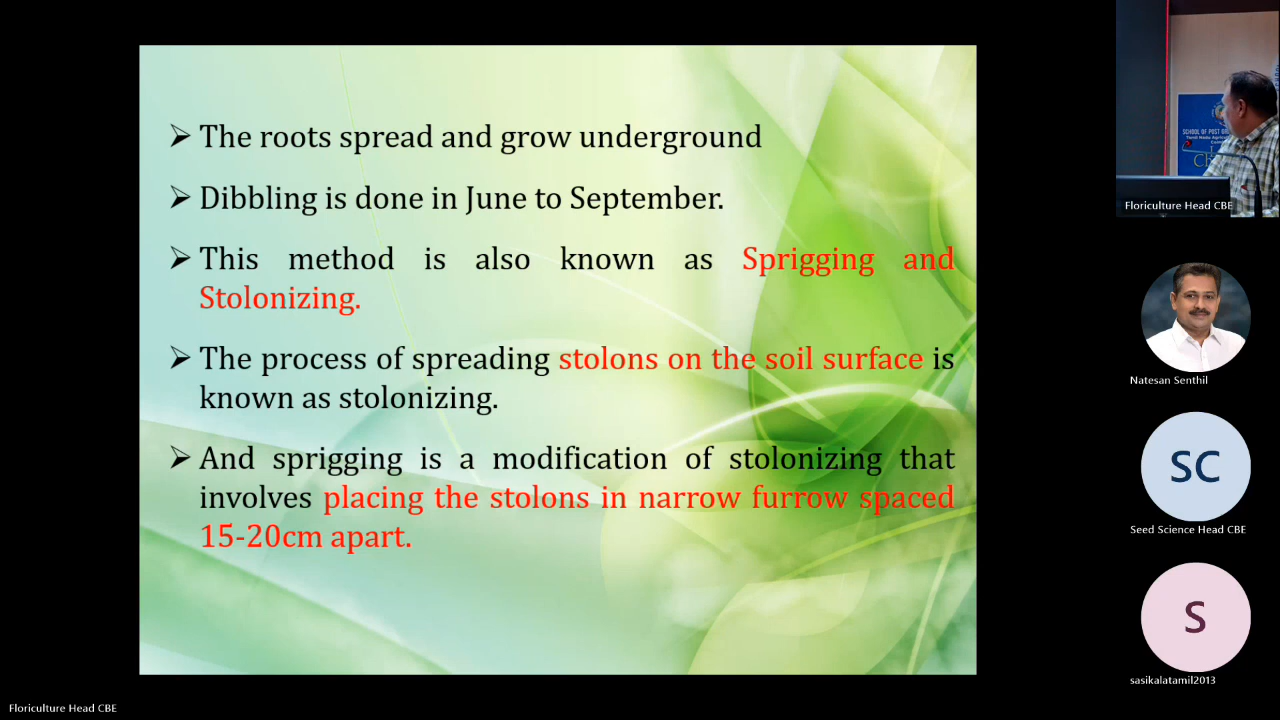 ➢ The roots spread and grow underground
➢ Dibbling is done in June to September.
➢ This method is also known as Sprigging and
Stolonizing.
➢ The process of spreading stolons on the soil surface is
known as stolonizing.
➢ And sprigging is a modification of stolonizing that
involves placing the stolons in narrow furrow spaced
15-20cm apart.
SCHOOL OF POST
Floriculture Head CBE
Natesan Senthil
SC
Seed Science Head CBE
S
sasikalatamil2013
Floriculture Head CBE